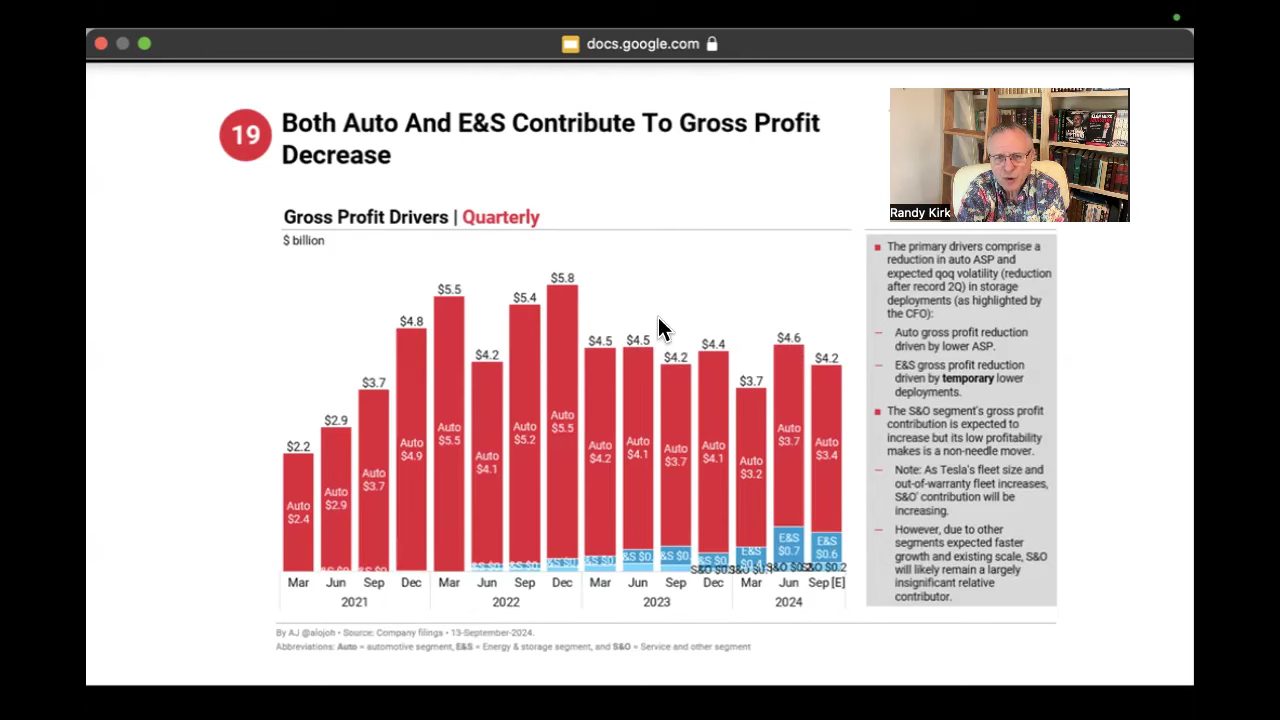 docs.google.com
19
Both Auto And E&S Contribute To Gross Profit
Decrease
Randy Kirk
Gross Profit Drivers | Quarterly
$ billion
$2.2
$2.9
$3.7
$4.8
$5.5
$4.2
$5.4
$5.8
$4.5
$4.5
$4.2
$4.4
$3.7
$4.6
$4.2
Auto
$2.4
Auto
$2.9
Auto
$3.7
Auto
$4.9
Auto
$5.5
Auto
$4.1
Auto
$5.2
Auto
$5.5
Auto
$4.2
Auto
$4.1
Auto
$3.7
Auto
$4.1
Auto
$3.2
Auto
$3.7
Auto
$3.4
E&S
$0.7
E&S
$0.6
Mar Jun Sep Dec Mar Jun Sep Dec Mar Jun Sep Dec Mar Jun Sep [E]
2021 2022 2023 2024
The primary drivers comprise a
reduction in auto ASP and
expected qoq volatility (reduction
after record 2Q) in storage
deployments (as highlighted by
the CFO):
– Auto gross profit reduction
driven by lower ASP.
– E&S gross profit reduction
driven by temporary lower
deployments.
The S&O segment's gross profit
contribution is expected to
increase but its low profitability
makes is a non-needle mover.
– Note: As Tesla's fleet size and
out-of-warranty fleet increases,
S&O' contribution will be
increasing.
– However, due to other
segments expected faster
growth and existing scale, S&O
will likely remain a largely
insignificant relative
contributor.
By AJ @alojoh • Source: Company filings • 13-September-2024.
Abbreviations: Auto = automotive segment, E&S = Energy & storage segment, and S&O = Service and other segment